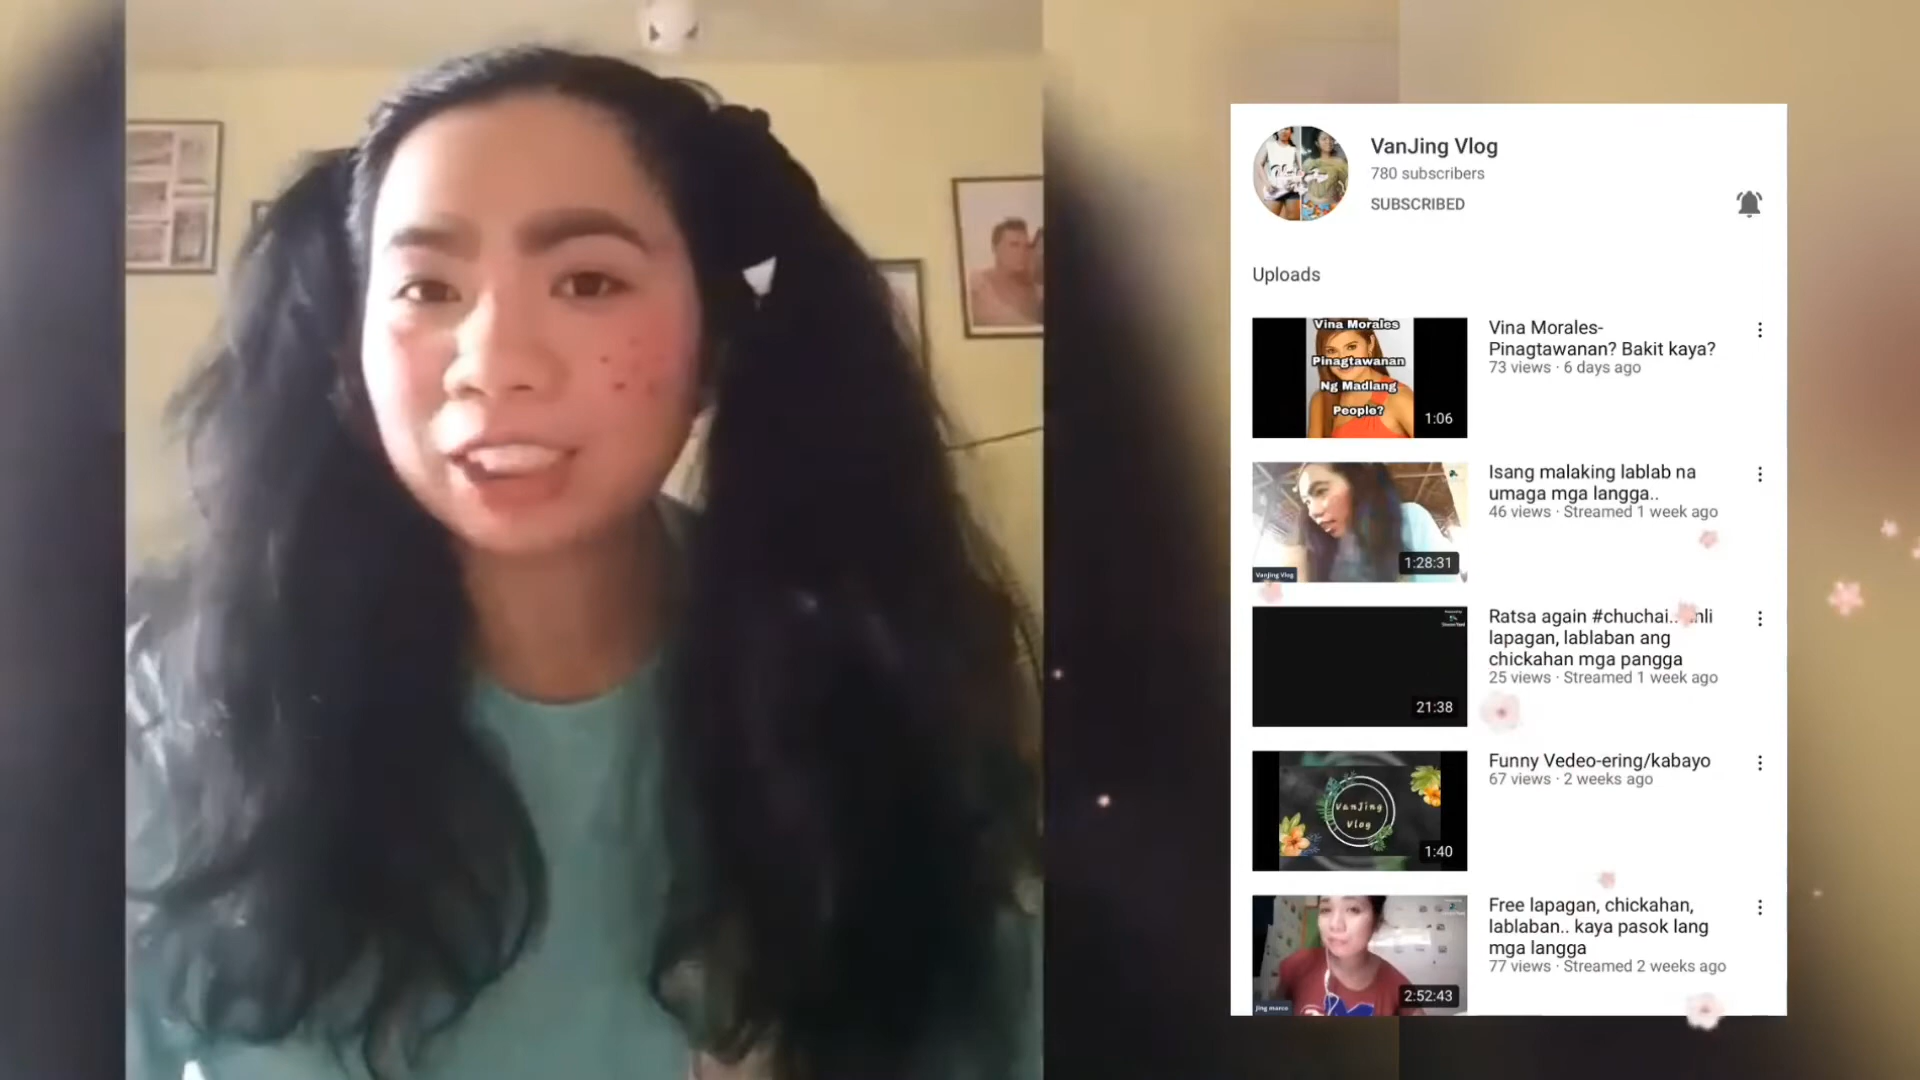 VanJing Vlog
780 subscribers
SUBSCRIBED
Uploads
Vina Morales
Pinagtawanan
Ng Madlang
People?
1:06
Vina Morales-
Pinagtawanan? Bakit kaya?
73 views · 6 days ago
VanJing Vlog
1:28:31
Isang malaking lablab na
umaga mga langga..
46 views · Streamed 1 week ago
21:38
Ratsa again #chuchai..
lapagan, lablaban ang
chickahan mga pangga
25 views · Streamed 1 week ago
VanJing
Vlog
1:40
Funny Vedeo-ering/kabayo
67 views · 2 weeks ago
jing marco
2:52:43
Free lapagan, chickahan,
lablaban.. kaya pasok lang
mga langga
77 views · Streamed 2 weeks ago